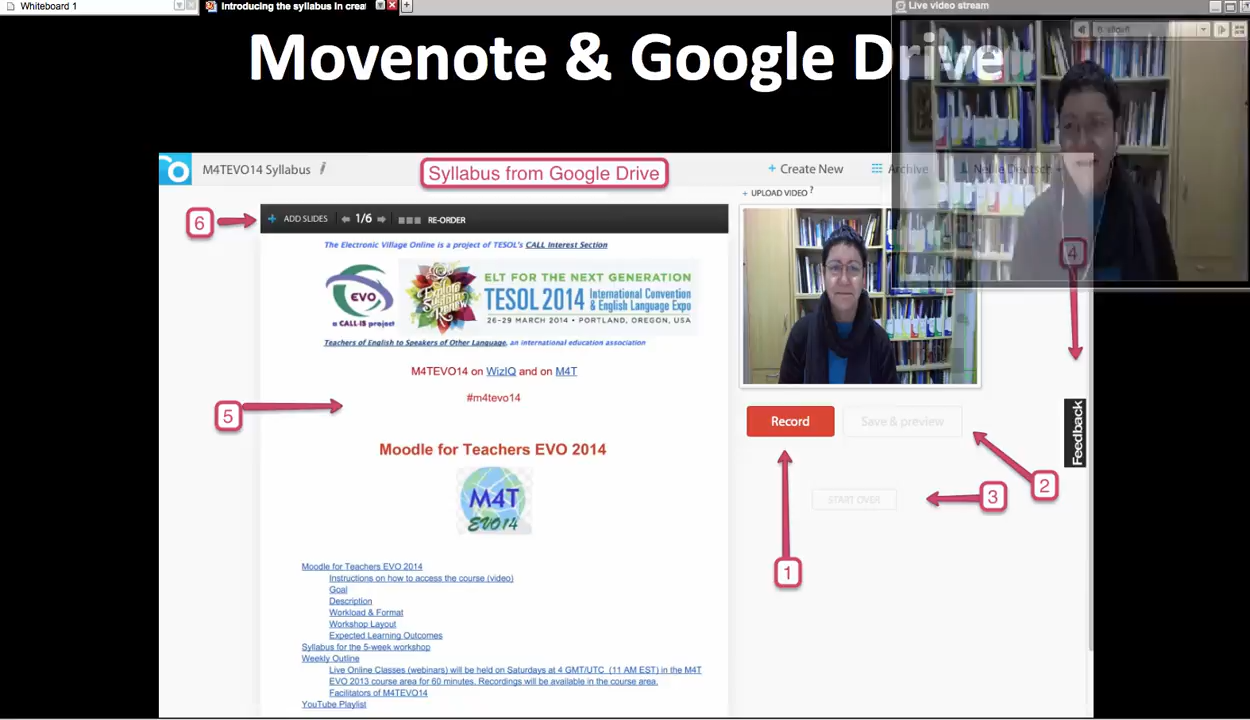 Whiteboard 1
Introducing the syllabus in creat
Live video stream
Movenote & Google Drive
M4TEVO14 Syllabus
Syllabus from Google Drive
+ Create New
Archive
Nellie Deutsch
+ UPLOAD VIDEO ?
6
+ ADD SLIDES
1/6
RE-ORDER
4
The Electronic Village Online is a project of TESOL's CALL Interest Section
EVO
a CALL-IS project
Explore Sustain Renew
ELT FOR THE NEXT GENERATION
TESOL 2014 International Convention & English Language Expo
26-29 MARCH 2014 • PORTLAND, OREGON, USA
Teachers of English to Speakers of Other Language, an international education association
M4TEVO14 on WizIQ and on M4T
#m4tevo14
5
Record
Save & preview
Feedback
Moodle for Teachers EVO 2014
M4T
EVO14
2
START OVER
3
1
Moodle for Teachers EVO 2014
Instructions on how to access the course (video)
Goal
Description
Workload & Format
Workshop Layout
Expected Learning Outcomes
Syllabus for the 5-week workshop
Weekly Outline
Live Online Classes (webinars) will be held on Saturdays at 4 GMT/UTC (11 AM EST) in the M4T
EVO 2013 course area for 60 minutes. Recordings will be available in the course area.
Facilitators of M4TEVO14
YouTube Playlist